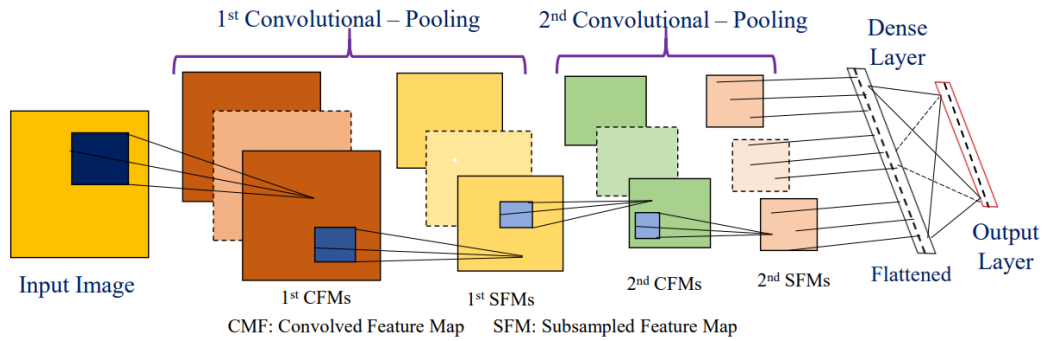 1st Convolutional – Pooling
2nd Convolutional – Pooling
Dense
Layer
Input Image
1st CFMs
1st SFMs
2nd CFMs
2nd SFMs
Flattened
Output
Layer
CMF: Convolved Feature Map
SFM: Subsampled Feature Map